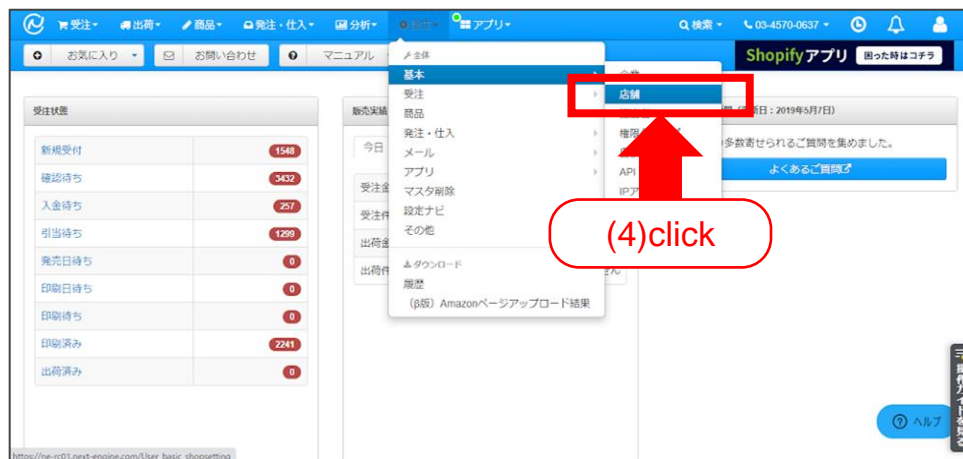 受注 出荷 商品 発注・仕入 分析 アプリ 検索 03-4570-0637
お気に入り お問い合わせ マニュアル
Shopifyアプリ 困った時はコチラ
全体
基本
受注
商品
発注・仕入
メール
アプリ
マスタ削除
設定ナビ
その他
ダウンロード
履歴
(β版) Amazonページアップロード結果
店舗
API
(4)click
受注状態
新規受付 1548
確認待ち 3432
入金待ち 257
引当待ち 1299
発売日待ち 0
印刷日待ち 0
印刷待ち 0
印刷済み 2241
出荷済み 0
販売実績
今日
受注金
受注件
出荷金
出荷件
日:2019年5月7日)
多数寄せられるご質問を集めました。
よくあるご質問
操作ガイドを見る
ヘルプ
https://ne-rc01.next-engine.com/User_basic_shopsetting